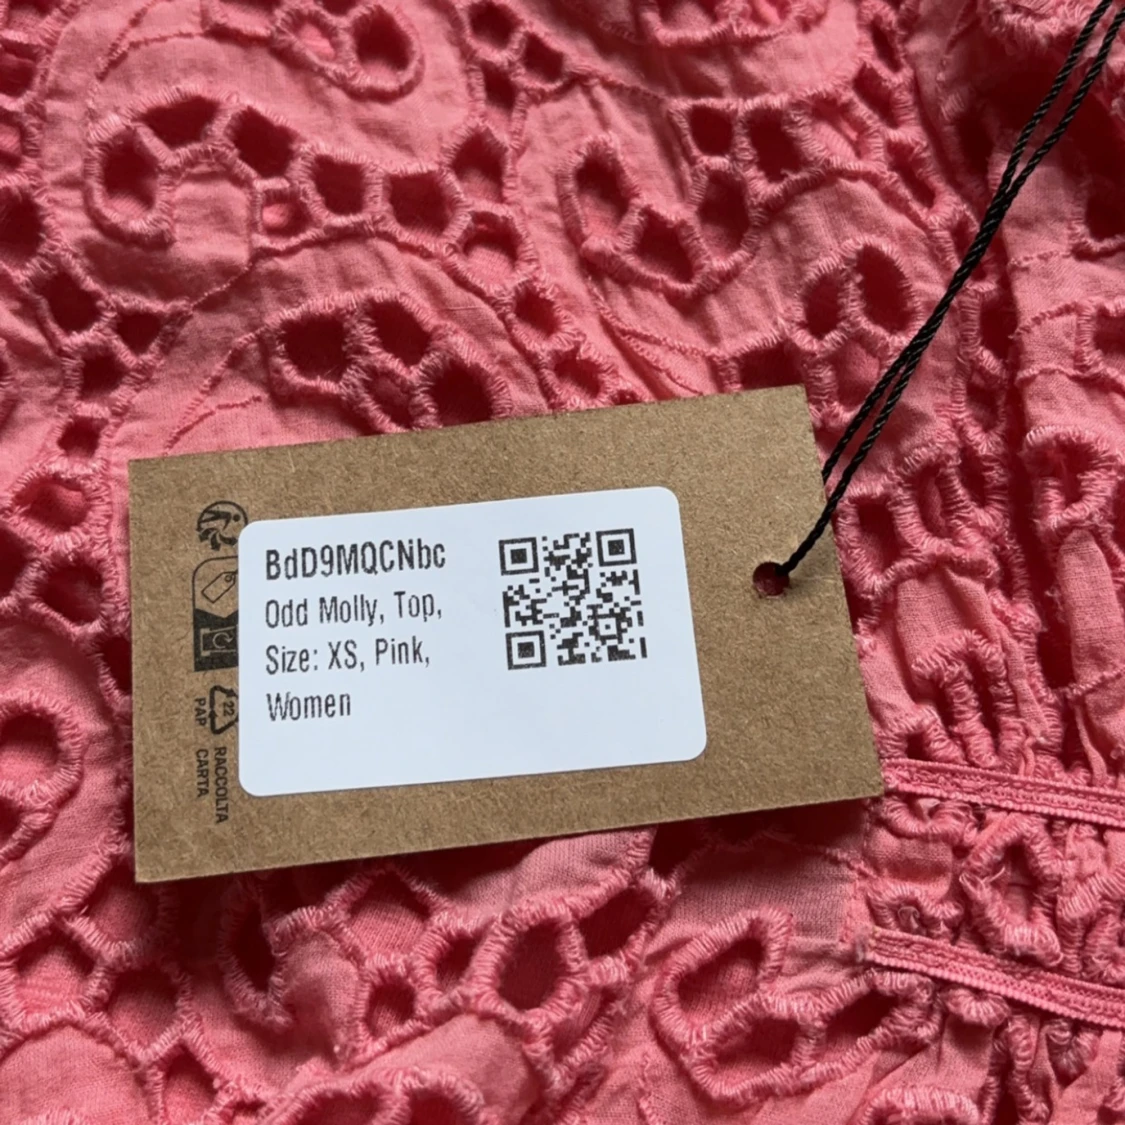 BdD9MQCNbc
Odd Molly, Top,
Size: XS, Pink,
Women
22
PAP
RACCOLTA
CARTA